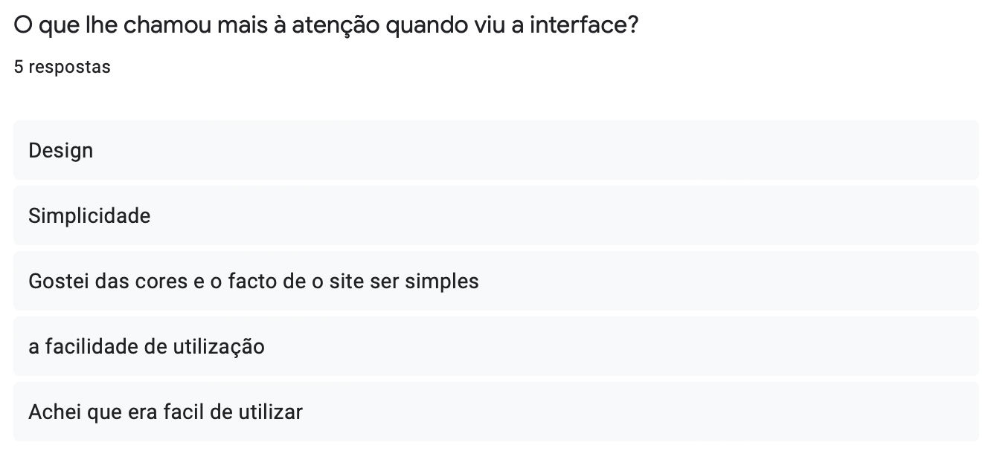 O que lhe chamou mais à atenção quando viu a interface?
5 respostas
Design
Simplicidade
Gostei das cores e o facto de o site ser simples
a facilidade de utilização
Achei que era facil de utilizar